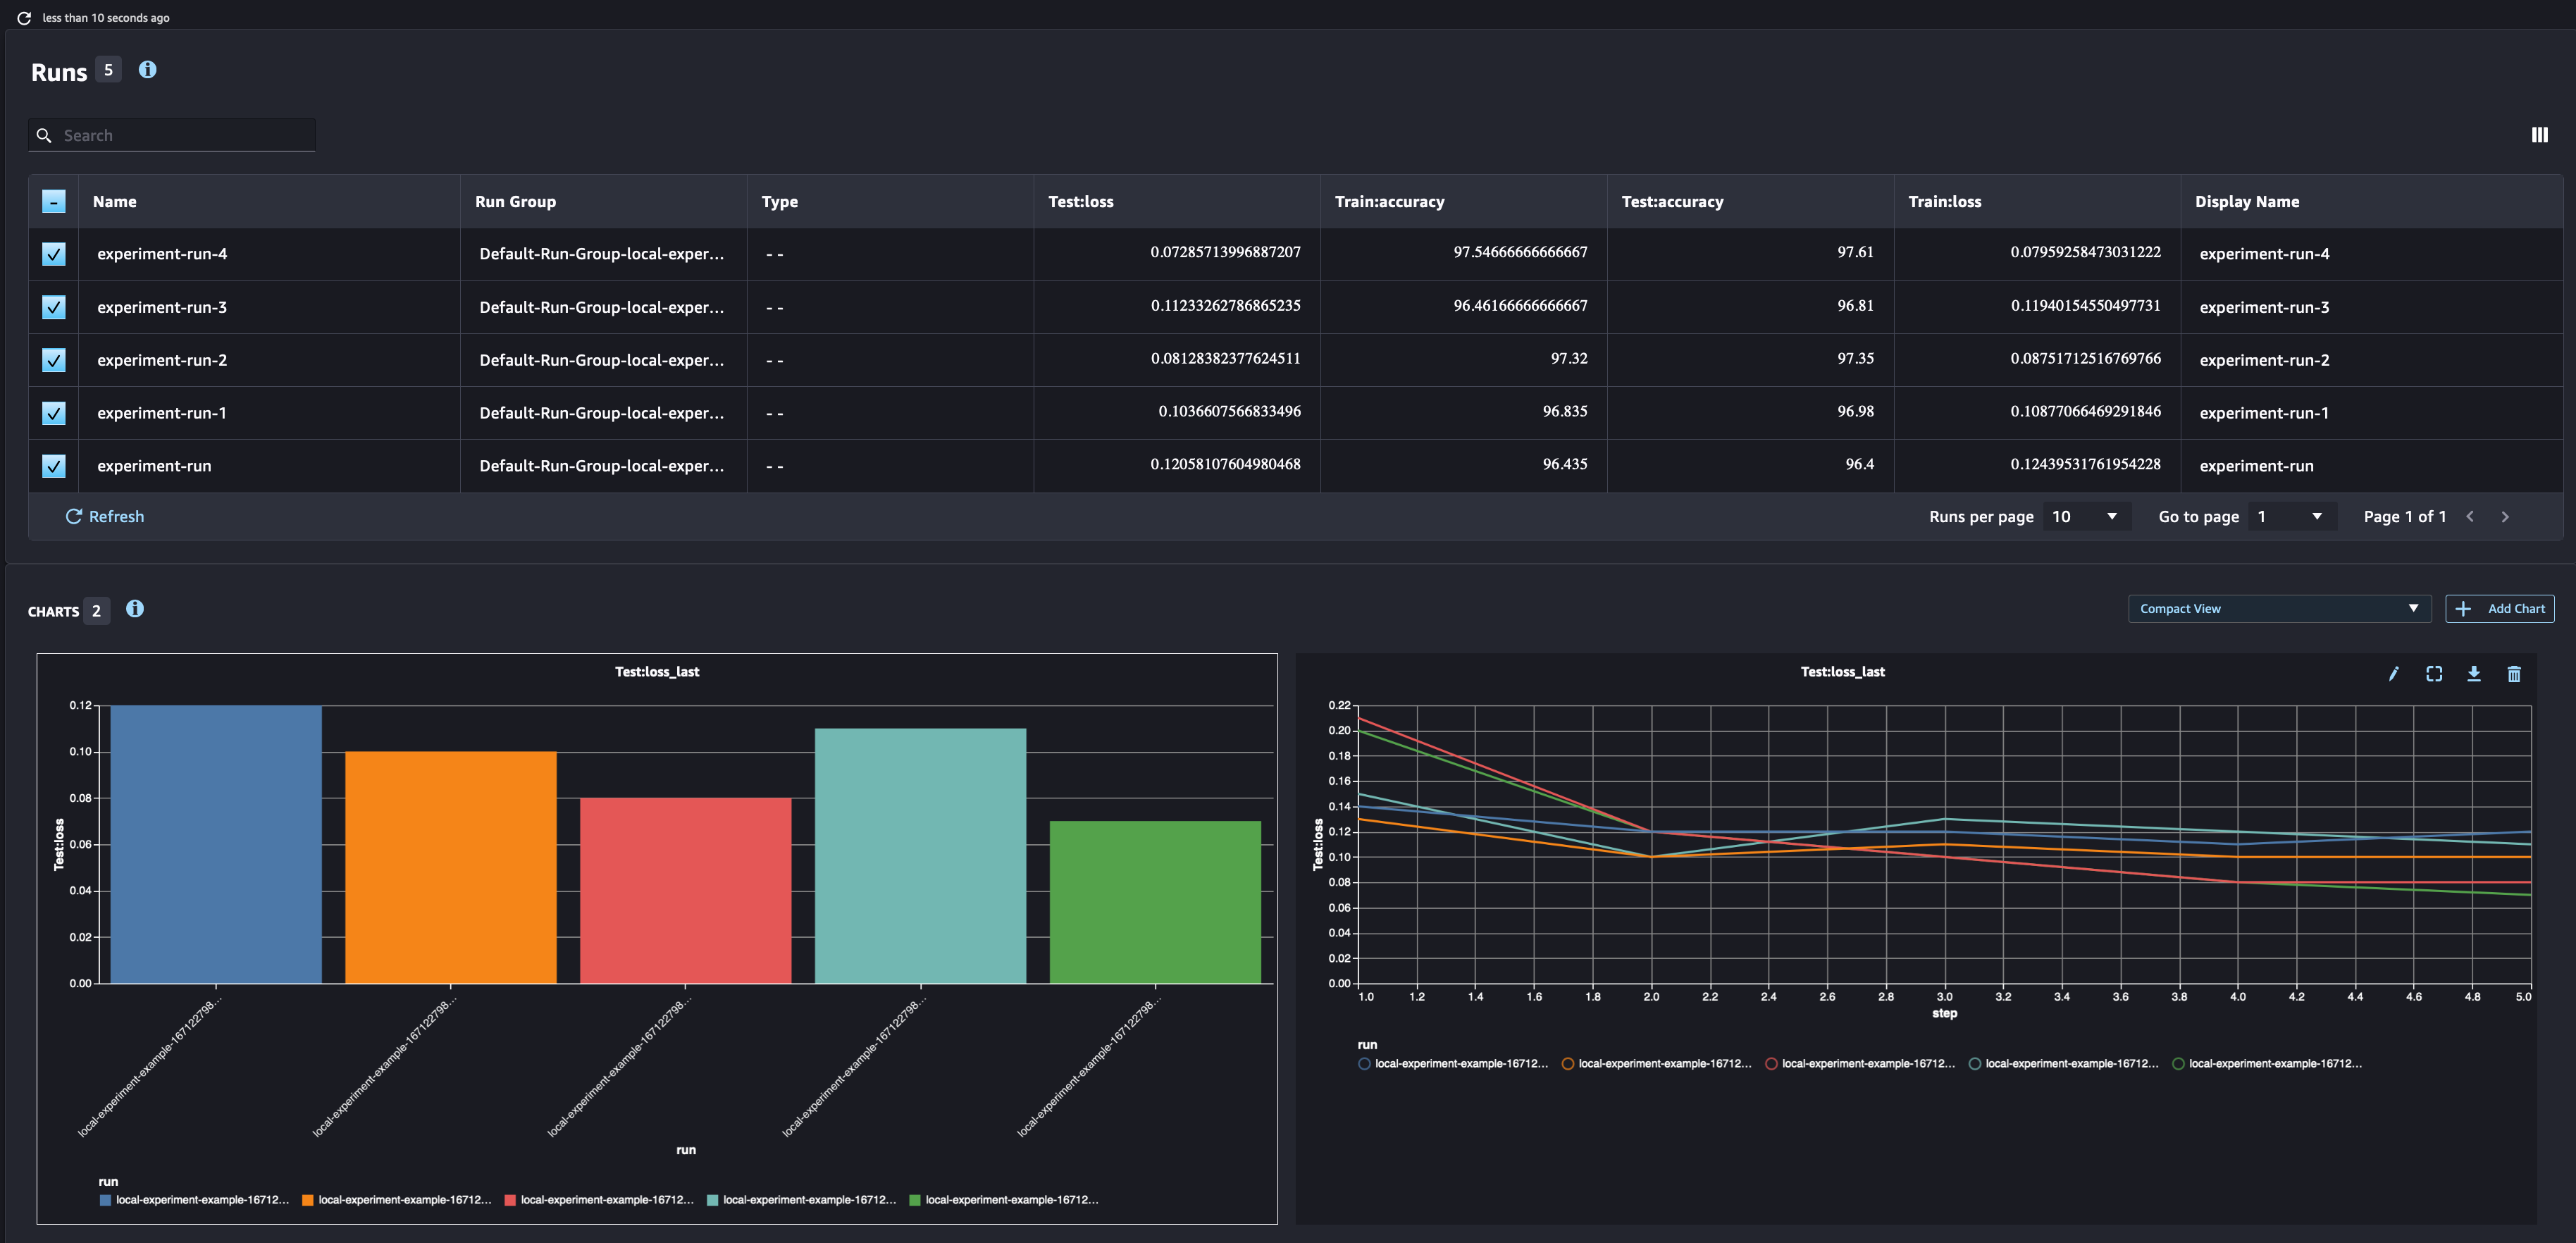 less than 10 seconds ago
Runs 5
Search
Name Run Group Type Test:loss Train:accuracy Test:accuracy Train:loss Display Name
experiment-run-4 Default-Run-Group-local-exper... - - 0.07285713996887207 97.54666666666667 97.61 0.07959258473031222 experiment-run-4
experiment-run-3 Default-Run-Group-local-exper... - - 0.11233262786865235 96.46166666666667 96.81 0.11940154550497731 experiment-run-3
experiment-run-2 Default-Run-Group-local-exper... - - 0.08128382377624511 97.32 97.35 0.08751712516769766 experiment-run-2
experiment-run-1 Default-Run-Group-local-exper... - - 0.1036607566833496 96.835 96.98 0.10877066469291846 experiment-run-1
experiment-run Default-Run-Group-local-exper... - - 0.12058107604980468 96.435 96.4 0.12439531761954228 experiment-run
Refresh Runs per page 10 Go to page 1 Page 1 of 1
CHARTS 2 Compact View Add Chart
Test:loss_last
0.12
0.10
0.08
0.06
0.04
0.02
0.00
Test:loss
local-experiment-example-167122798...
local-experiment-example-167122798...
local-experiment-example-167122798...
local-experiment-example-167122798...
local-experiment-example-167122798...
run
run
local-experiment-example-16712... local-experiment-example-16712... local-experiment-example-16712... local-experiment-example-16712... local-experiment-example-16712...
Test:loss_last
0.22
0.20
0.18
0.16
0.14
0.12
0.10
0.08
0.06
0.04
0.02
0.00
Test:loss
1.0 1.2 1.4 1.6 1.8 2.0 2.2 2.4 2.6 2.8 3.0 3.2 3.4 3.6 3.8 4.0 4.2 4.4 4.6 4.8 5.0
step
run
local-experiment-example-16712... local-experiment-example-16712... local-experiment-example-16712... local-experiment-example-16712... local-experiment-example-16712...